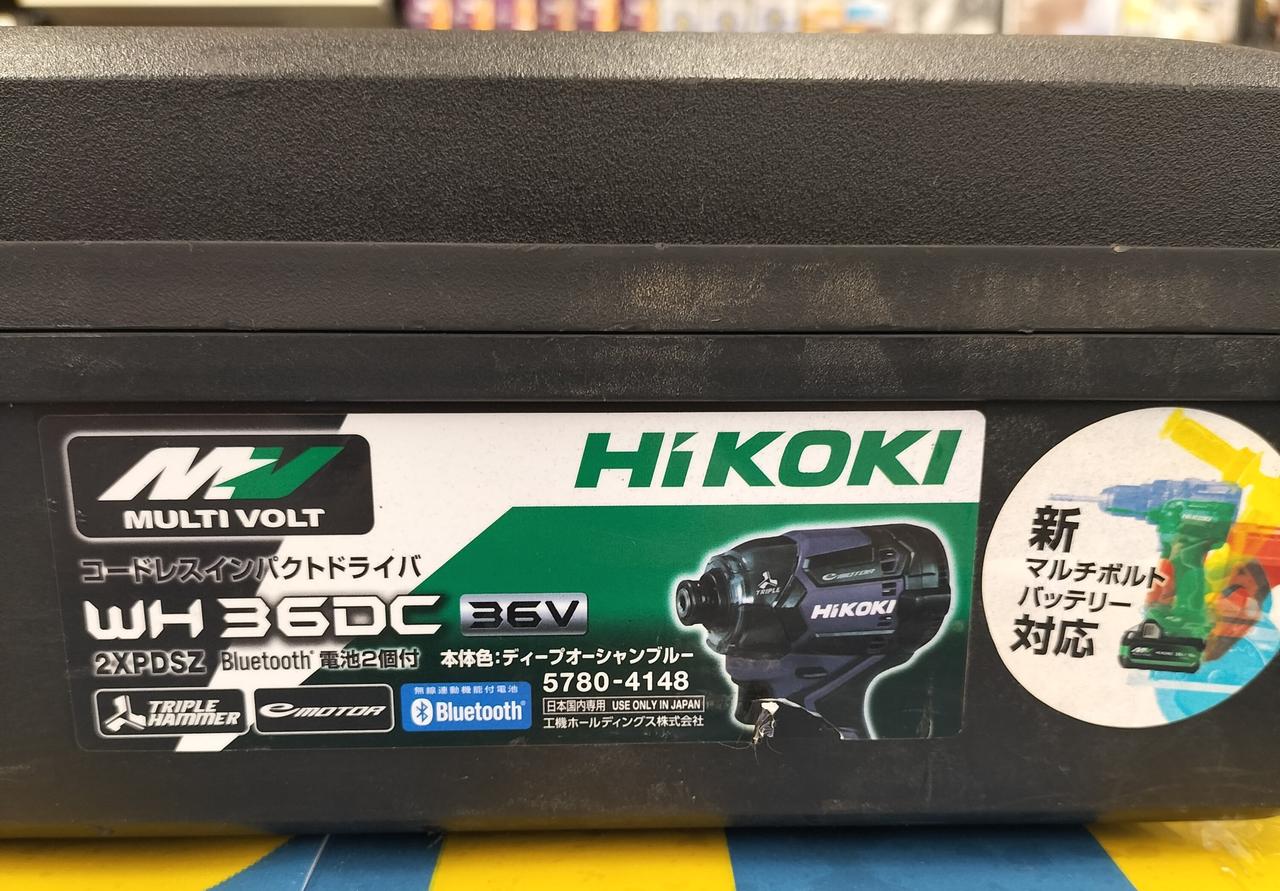 MV
MULTI VOLT
HiKOKI
コードレスインパクトドライバ
WH 36DC 36V
2XPDSZ Bluetooth® 電池2個付
本体色:ディープオーシャンブルー
5780-4148
TRIPLE HAMMER
e MOTOR
無線連動機能付電池
Bluetooth®
日本国内専用 USE ONLY IN JAPAN
工機ホールディングス株式会社
TRIPLE
e MOTOR
HiKOKI
新
マルチボルト
バッテリー
対応
HiKOKI